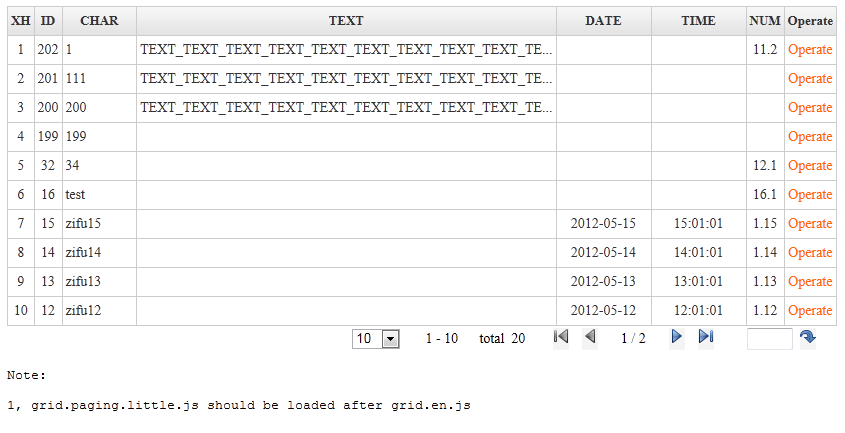 XH ID CHAR TEXT DATE TIME NUM Operate
1 202 1 TEXT_TEXT_TEXT_TEXT_TEXT_TEXT_TEXT_TEXT_TEXT_TE... 11.2 Operate
2 201 111 TEXT_TEXT_TEXT_TEXT_TEXT_TEXT_TEXT_TEXT_TEXT_TE... Operate
3 200 200 TEXT_TEXT_TEXT_TEXT_TEXT_TEXT_TEXT_TEXT_TEXT_TE... Operate
4 199 199 Operate
5 32 34 12.1 Operate
6 16 test 16.1 Operate
7 15 zifu15 2012-05-15 15:01:01 1.15 Operate
8 14 zifu14 2012-05-14 14:01:01 1.14 Operate
9 13 zifu13 2012-05-13 13:01:01 1.13 Operate
10 12 zifu12 2012-05-12 12:01:01 1.12 Operate
10 1 - 10 total 20 1 / 2
Note:
1, grid.paging.little.js should be loaded after grid.en.js